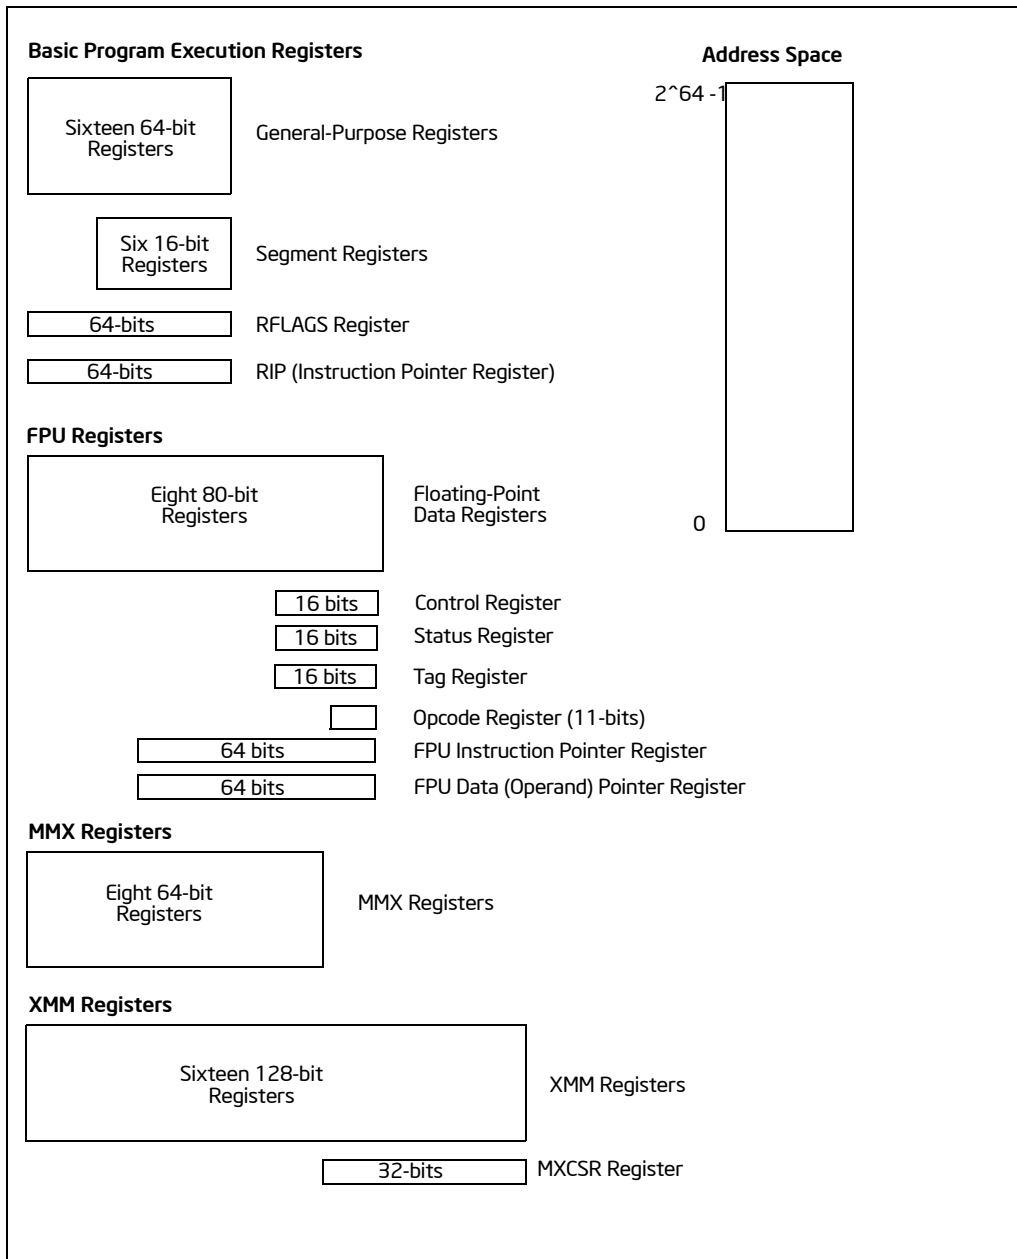 Basic Program Execution Registers
Address Space
2^64 -1
Sixteen 64-bit
Registers
General-Purpose Registers
Six 16-bit
Registers
Segment Registers
64-bits
RFLAGS Register
64-bits
RIP (Instruction Pointer Register)
FPU Registers
Eight 80-bit
Registers
Floating-Point
Data Registers
0
16 bits
Control Register
16 bits
Status Register
16 bits
Tag Register
Opcode Register (11-bits)
64 bits
FPU Instruction Pointer Register
64 bits
FPU Data (Operand) Pointer Register
MMX Registers
Eight 64-bit
Registers
MMX Registers
XMM Registers
Sixteen 128-bit
Registers
XMM Registers
32-bits
MXCSR Register